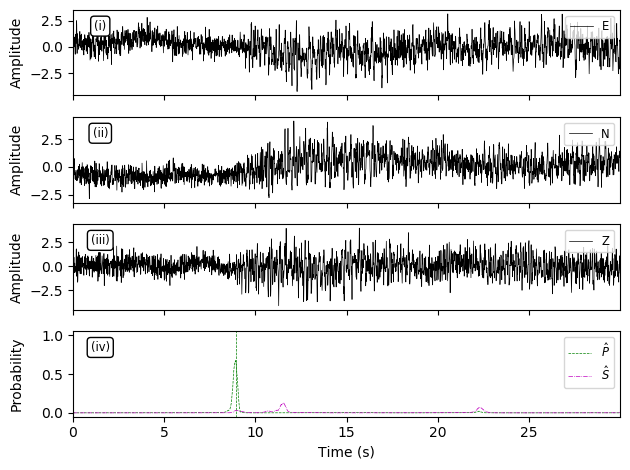 2.5
0.0
−2.5
Amplitude
(i)
E
2.5
0.0
−2.5
Amplitude
(ii)
N
2.5
0.0
−2.5
Amplitude
(iii)
Z
1.0
0.5
0.0
Probability
(iv)
P̂
Ŝ
0 5 10 15 20 25
Time (s)